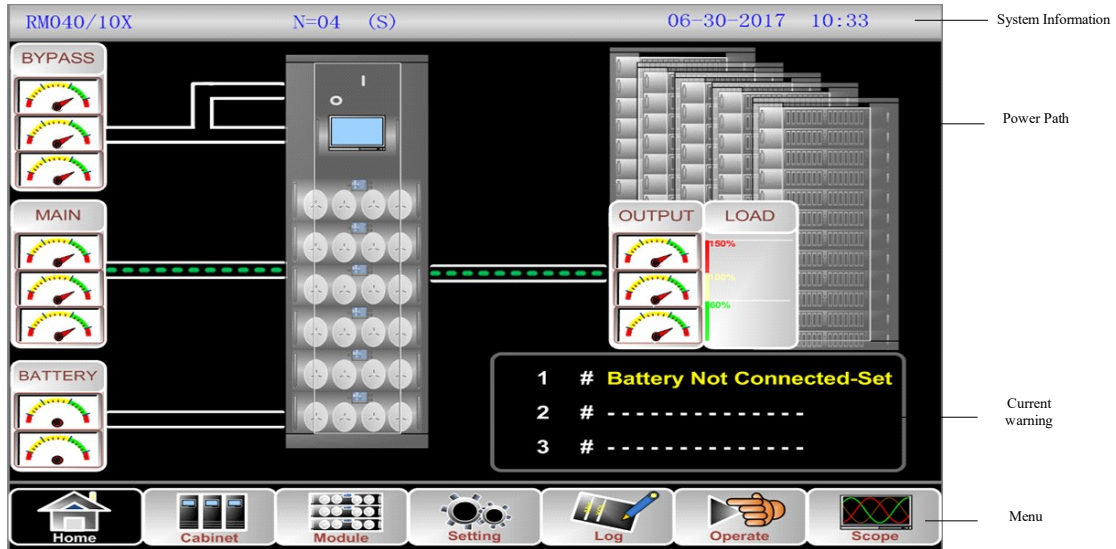 RM040/10X N=04 (S) 06-30-2017 10:33
System Information
BYPASS
Power Path
MAIN
OUTPUT LOAD
150%
100%
60%
BATTERY
1 # Battery Not Connected-Set
2 # - - - - - - - - - - - - - -
3 # - - - - - - - - - - - - - -
Current
warning
Home Cabinet Module Setting Log Operate Scope
Menu